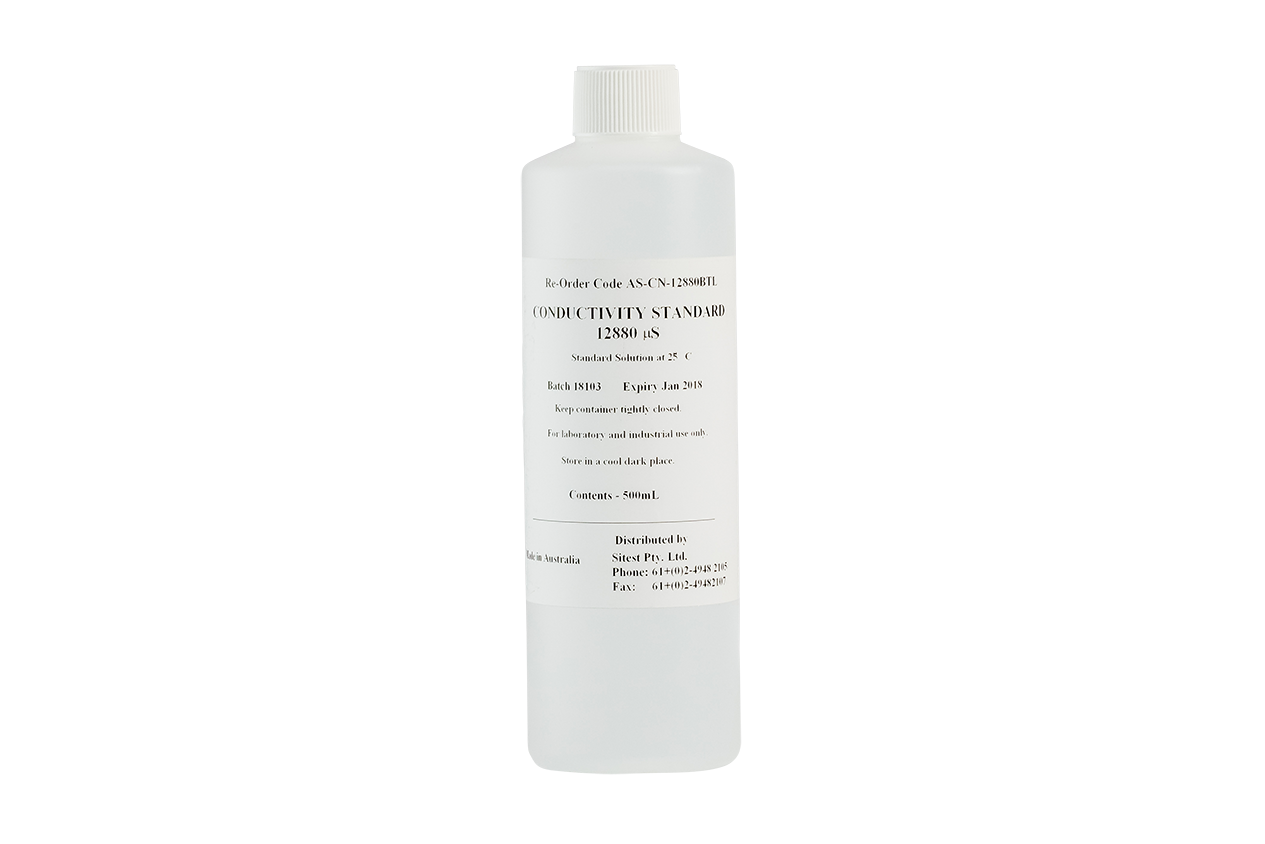 Re-Order Code AS-CN-12880BTL
CONDUCTIVITY STANDARD
12880 µS
Standard Solution at 25 C
Batch 18103 Expiry Jan 2018
Keep container tightly closed.
For laboratory and industrial use only.
Store in a cool dark place.
Contents - 500mL
Distributed by
Made in Australia
Sitest Pty. Ltd.
Phone: 61+(0)2-4948 2105
Fax: 61+(0)2-49482107